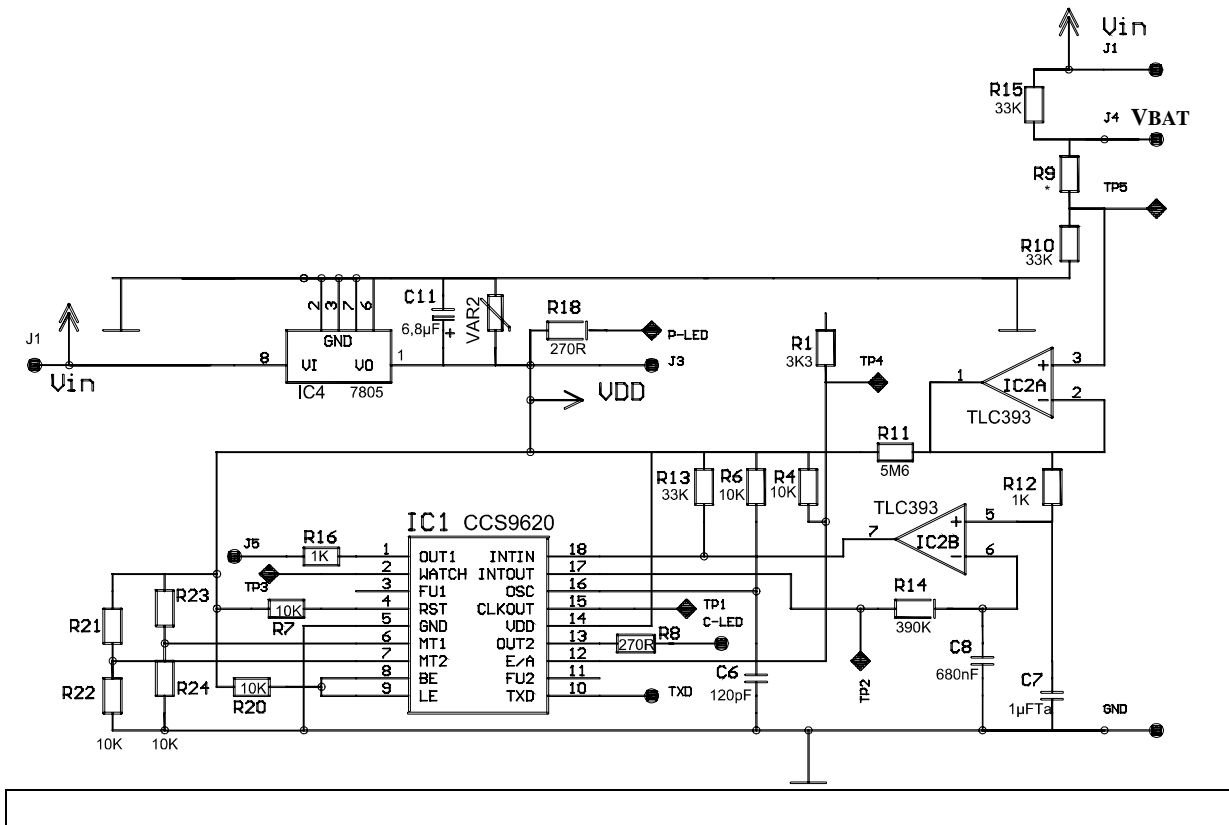 Vin
J1
R15
33K
J4 VBAT
R9
*
TP5
R10
33K
2 3 7 6
GND
8 VI VO 1
IC4 7805
C11
6,8µF +
VAR2
R18
270R
P-LED
J3
J1
Vin
VDD
R1
3K3
TP4
1 + 3
IC2A
- 2
TLC393
R11
5M6
R13
33K
R6
10K
R4
10K
R12
1K
TLC393
7 + 5
IC2B
- 6
IC1 CCS9620
J5 R16
1K
TP3
1 OUT1 INTIN 18
2 WATCH INTOUT 17
3 FU1 OSC 16
4 RST CLKOUT 15
5 GND VDD 14
6 MT1 OUT2 13
7 MT2 E/A 12
8 BE FU2 11
9 LE TXD 10
R23
R21
10K
R7
R22
R24
10K
R20
10K 10K
TP1
C-LED
R8
270R
TXD
C6
120pF
R14
390K
TP2
C8
680nF
C7
1µFTa
GND